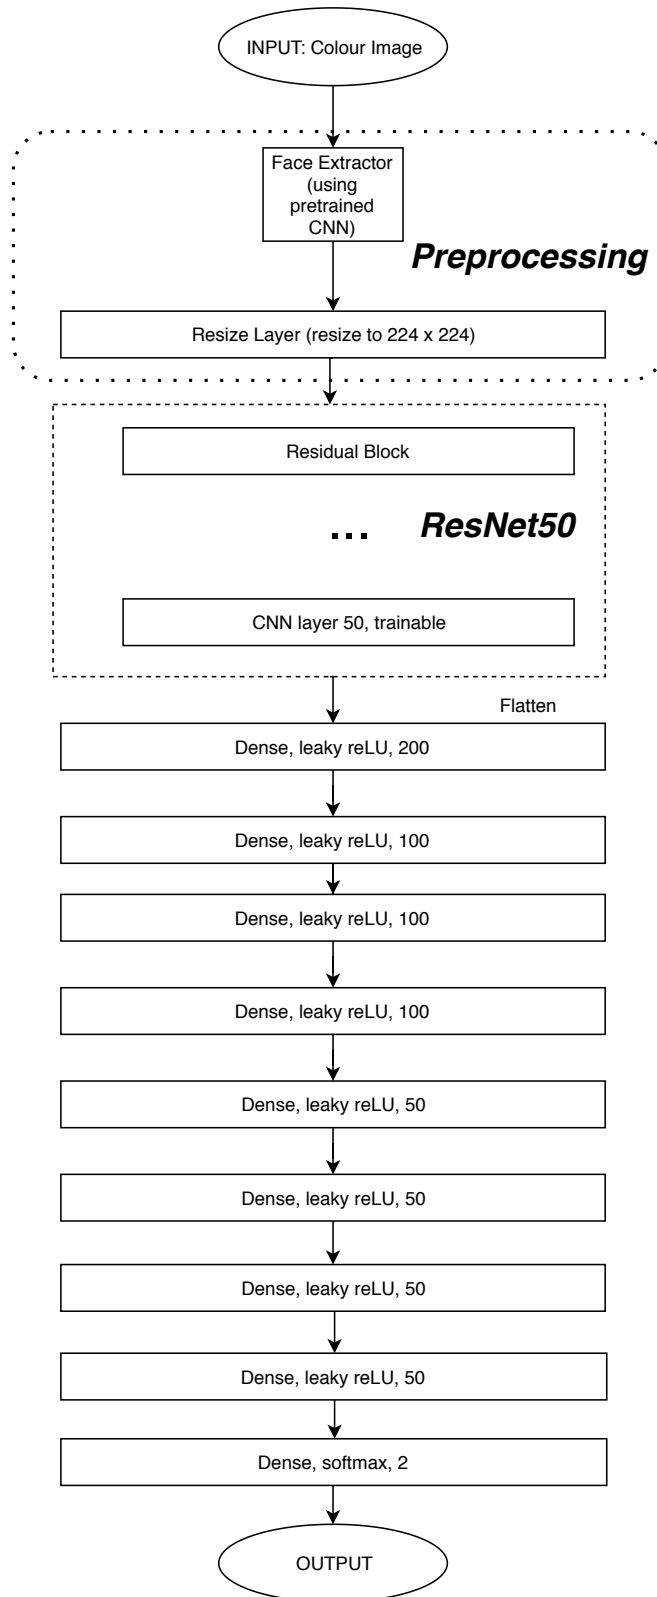 INPUT: Colour Image
Face Extractor
(using
pretrained
CNN)
Preprocessing
Resize Layer (resize to 224 x 224)
Residual Block
... ResNet50
CNN layer 50, trainable
Flatten
Dense, leaky reLU, 200
Dense, leaky reLU, 100
Dense, leaky reLU, 100
Dense, leaky reLU, 100
Dense, leaky reLU, 50
Dense, leaky reLU, 50
Dense, leaky reLU, 50
Dense, leaky reLU, 50
Dense, softmax, 2
OUTPUT